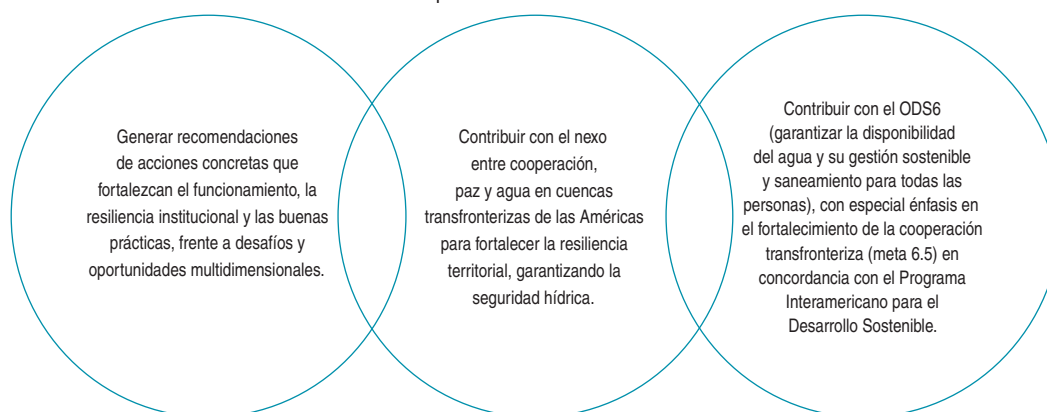 Generar recomendaciones
de acciones concretas que
fortalezcan el funcionamiento, la
resiliencia institucional y las buenas
prácticas, frente a desafíos y
oportunidades multidimensionales.
Contribuir con el nexo
entre cooperación,
paz y agua en cuencas
transfronterizas de las Américas
para fortalecer la resiliencia
territorial, garantizando la
seguridad hídrica.
Contribuir con el ODS6
(garantizar la disponibilidad
del agua y su gestión sostenible
y saneamiento para todas las
personas), con especial énfasis en
el fortalecimiento de la cooperación
transfronteriza (meta 6.5) en
concordancia con el Programa
Interamericano para el
Desarrollo Sostenible.